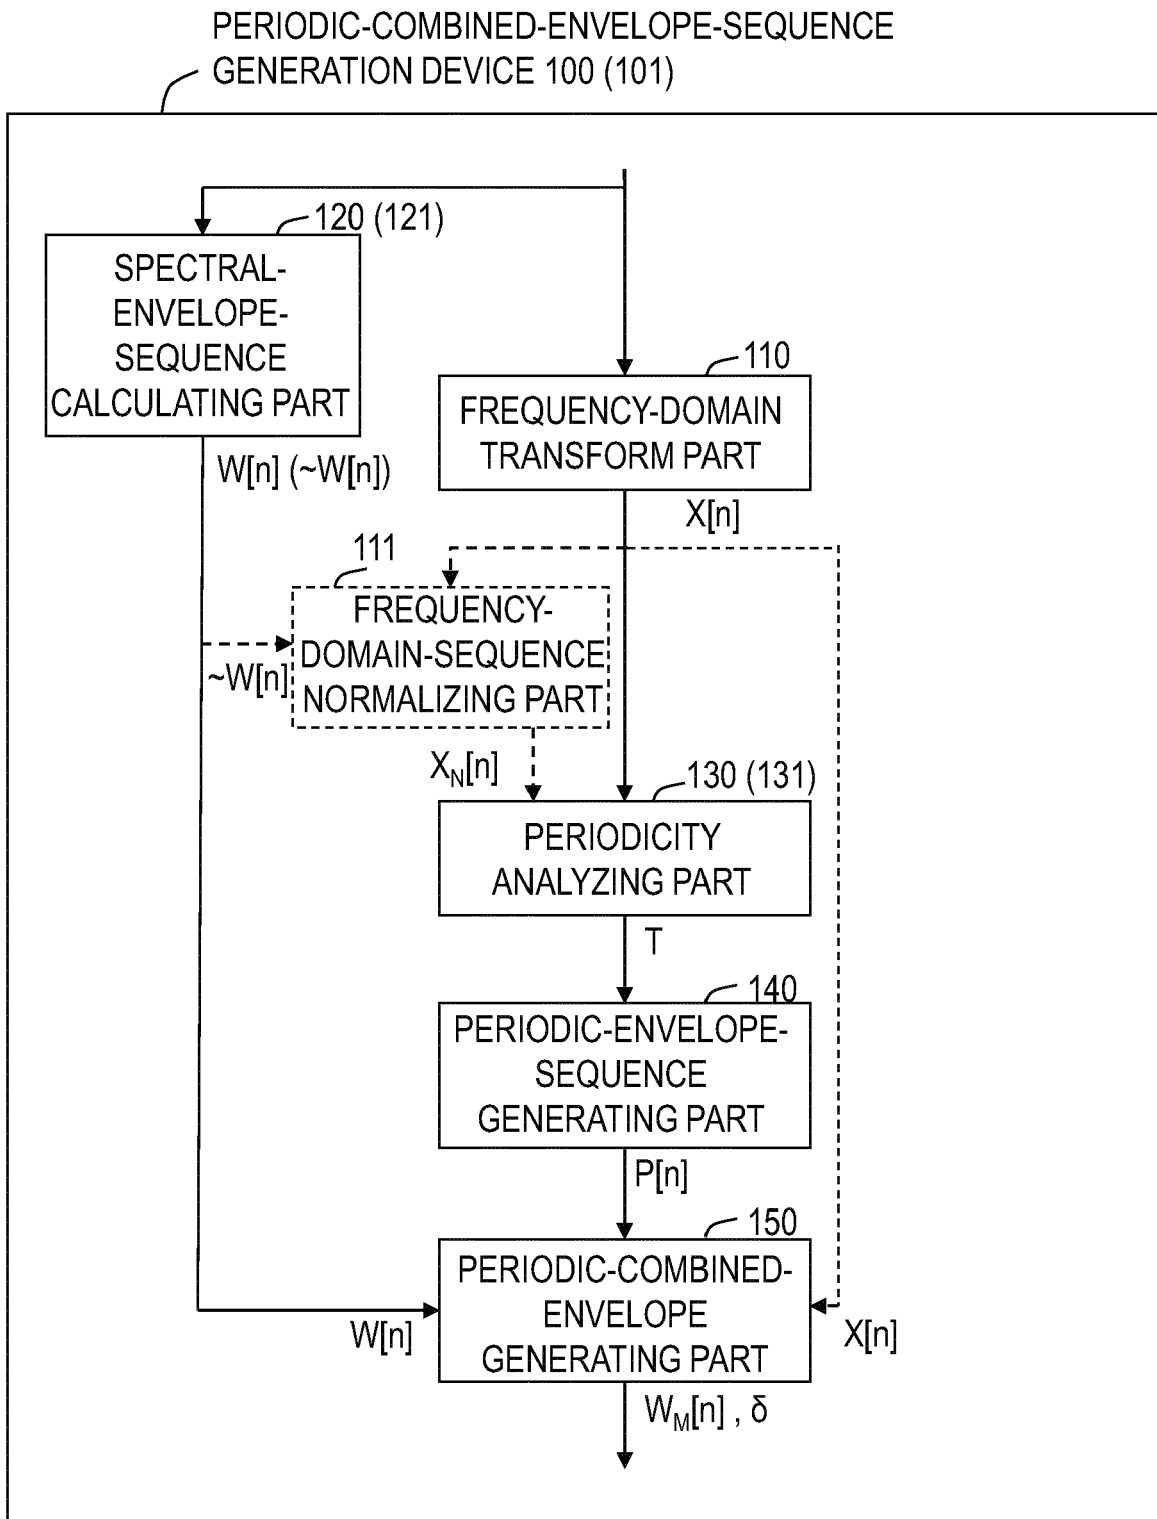 PERIODIC-COMBINED-ENVELOPE-SEQUENCE
GENERATION DEVICE 100 (101)
120 (121)
SPECTRAL-
ENVELOPE-
SEQUENCE
CALCULATING PART
110
FREQUENCY-DOMAIN
TRANSFORM PART
W[n] (~W[n])
X[n]
111
FREQUENCY-
DOMAIN-SEQUENCE
NORMALIZING PART
~W[n]
X_N[n]
130 (131)
PERIODICITY
ANALYZING PART
T
140
PERIODIC-ENVELOPE-
SEQUENCE
GENERATING PART
P[n]
150
PERIODIC-COMBINED-
ENVELOPE
GENERATING PART
W[n]
X[n]
W_M[n] , δ